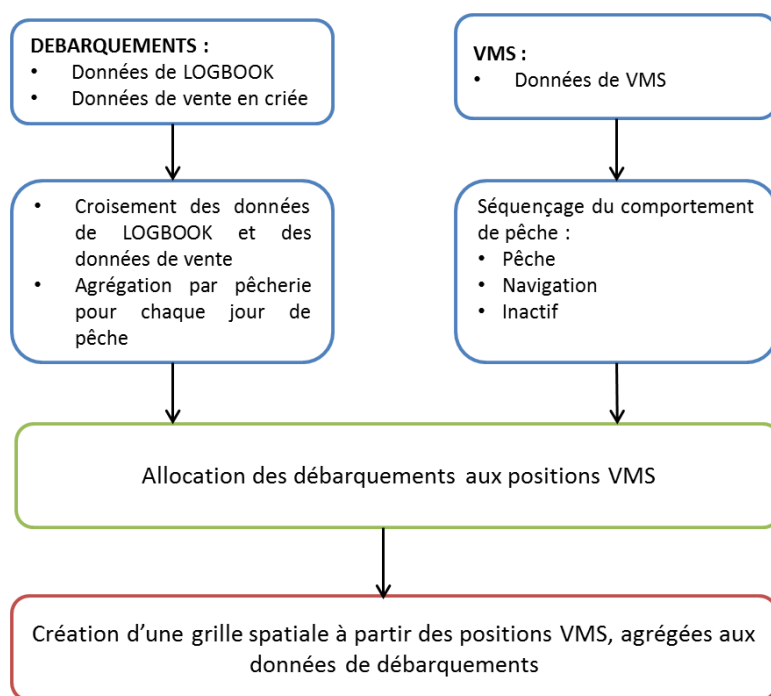 DEBARQUEMENTS :
• Données de LOGBOOK
• Données de vente en criée
VMS :
• Données de VMS
• Croisement des données
de LOGBOOK et des
données de vente
• Agrégation par pêcherie
pour chaque jour de
pêche
Séquençage du comportement
de pêche :
• Pêche
• Navigation
• Inactif
Allocation des débarquements aux positions VMS
Création d’une grille spatiale à partir des positions VMS, agrégées aux
données de débarquements